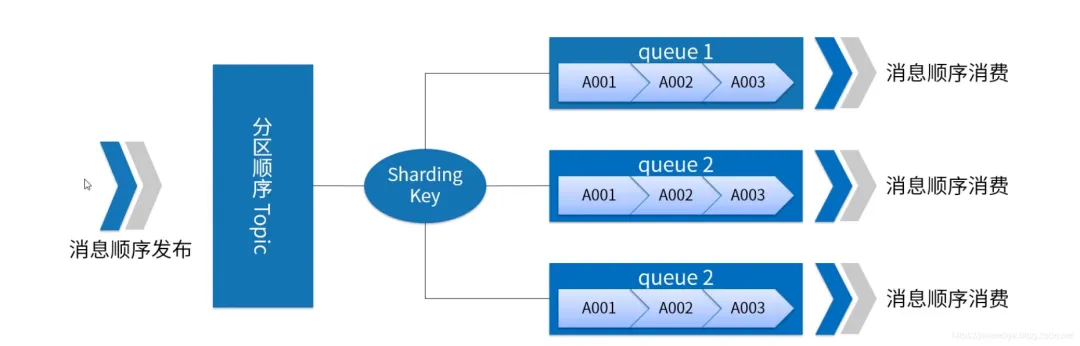 消息顺序发布
分区顺序 Topic
Sharding
Key
queue 1
A001 A002 A003
消息顺序消费
queue 2
A001 A002 A003
消息顺序消费
queue 2
A001 A002 A003
消息顺序消费